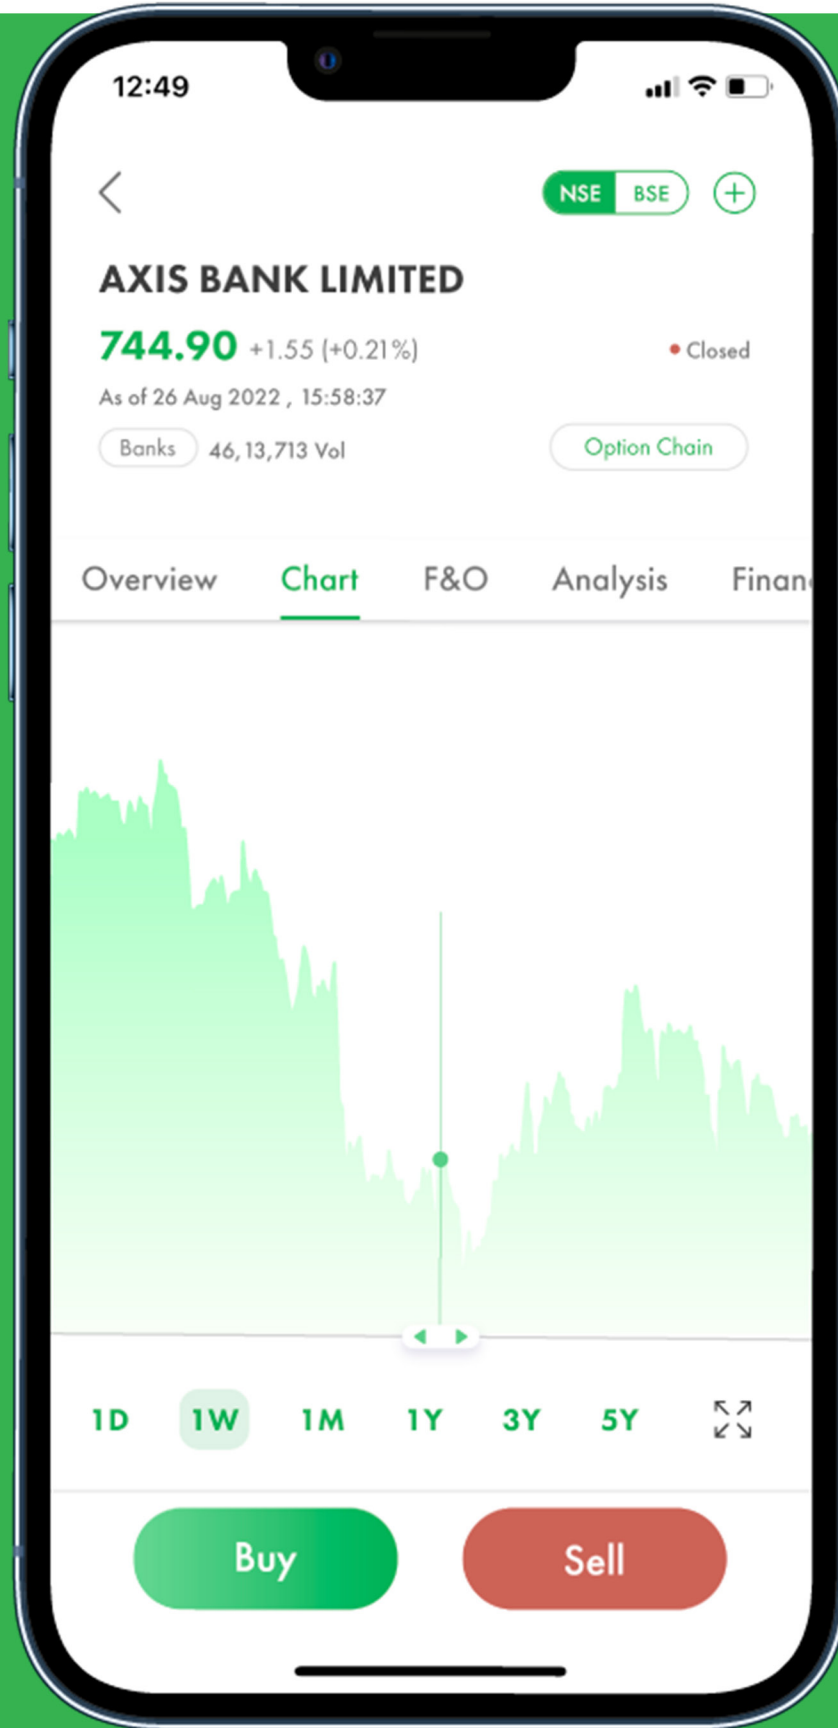 12:49
NSE BSE
AXIS BANK LIMITED
744.90 +1.55 (+0.21%)
Closed
As of 26 Aug 2022 , 15:58:37
Banks 46,13,713 Vol
Option Chain
Overview Chart F&O Analysis Finan
1D 1W 1M 1Y 3Y 5Y
Buy Sell